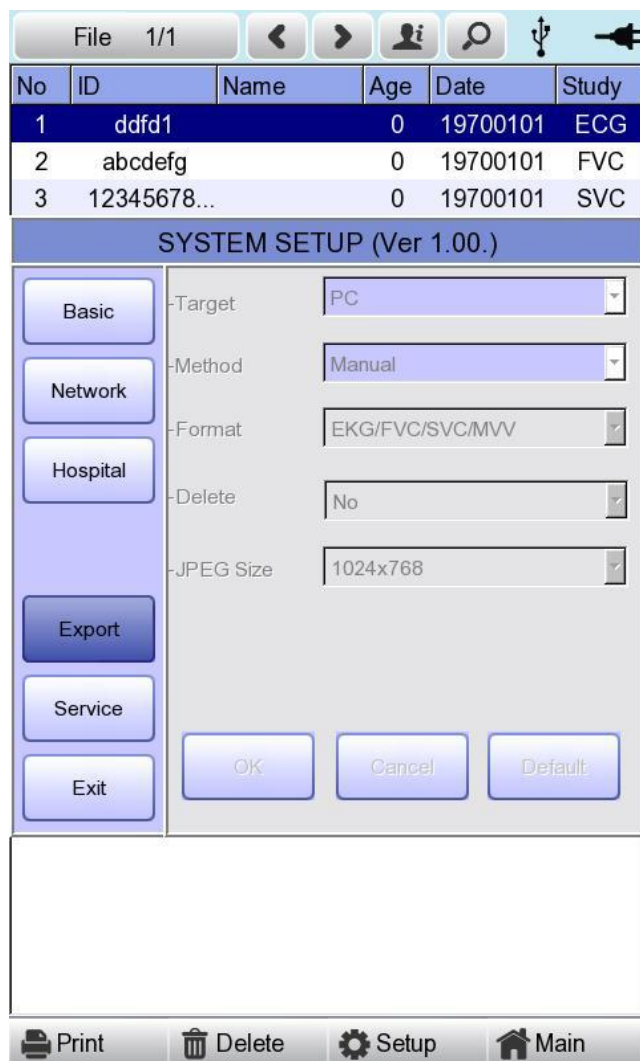 File 1/1
No ID Name Age Date Study
1 ddfd1 0 19700101 ECG
2 abcdefg 0 19700101 FVC
3 12345678... 0 19700101 SVC
SYSTEM SETUP (Ver 1.00.)
Basic
Network
Hospital
Export
Service
Exit
-Target PC
-Method Manual
-Format EKG/FVC/SVC/MVV
-Delete No
-JPEG Size 1024x768
OK Cancel Default
Print Delete Setup Main